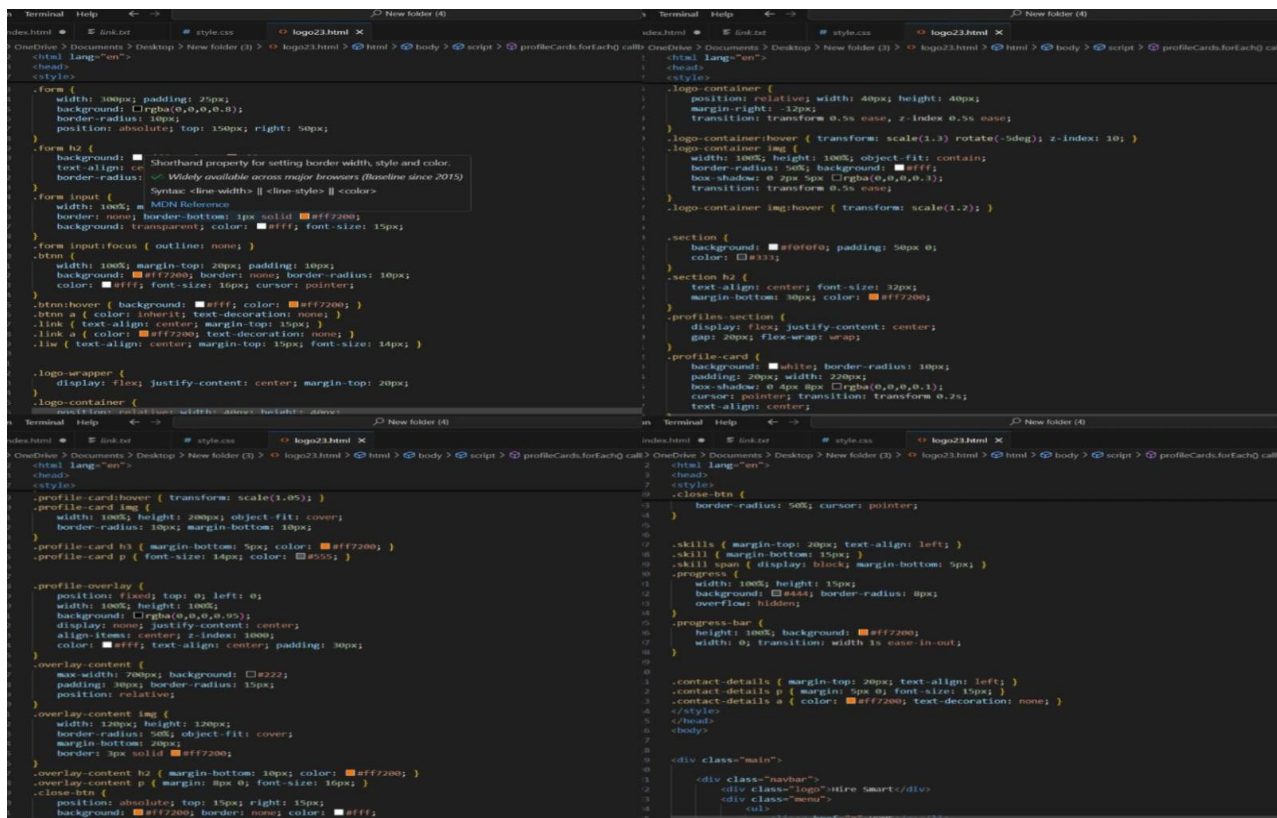 Terminal Help ← → New folder (4)
index.html ● link.txt # style.css <> logo23.html ×
> OneDrive > Documents > Desktop > New folder (3) > <> logo23.html > html > body > script > profileCards.forEach() callb
<html lang="en">
<head>
<style>
.form {
width: 300px; padding: 25px;
background: rgba(0,0,0,0.8);
border-radius: 10px;
position: absolute; top: 150px; right: 50px;
}
.form h2 {
background:
text-align: ce
border-radius:
}
Shorthand property for setting border width, style and color.
Widely available across major browsers (Baseline since 2015)
Syntax: <line-width> || <line-style> || <color>
MDN Reference
.form input {
width: 100%; m
border: none; border-bottom: 1px solid #ff7200;
background: transparent; color: #fff; font-size: 15px;
}
.form input:focus { outline: none; }
.btnn {
width: 100%; margin-top: 20px; padding: 10px;
background: #ff7200; border: none; border-radius: 10px;
color: #fff; font-size: 16px; cursor: pointer;
}
.btnn:hover { background: #fff; color: #ff7200; }
.btnn a { color: inherit; text-decoration: none; }
.link { text-align: center; margin-top: 15px; }
.link a { color: #ff7200; text-decoration: none; }
.liw { text-align: center; margin-top: 15px; font-size: 14px; }
.logo-wrapper {
display: flex; justify-content: center; margin-top: 20px;
}
.logo-container {
position: relative; width: 40px; height: 40px;
Terminal Help ← → New folder (4)
index.html ● link.txt # style.css <> logo23.html ×
OneDrive > Documents > Desktop > New folder (3) > <> logo23.html > html > body > script > profileCards.forEach() cal
<html lang="en">
<head>
<style>
.logo-container {
position: relative; width: 40px; height: 40px;
margin-right: -12px;
transition: transform 0.5s ease, z-index 0.5s ease;
}
.logo-container:hover { transform: scale(1.3) rotate(-5deg); z-index: 10; }
.logo-container img {
width: 100%; height: 100%; object-fit: contain;
border-radius: 50%; background: #fff;
box-shadow: 0 2px 5px rgba(0,0,0,0.3);
transition: transform 0.5s ease;
}
.logo-container img:hover { transform: scale(1.2); }
.section {
background: #f0f0f0; padding: 50px 0;
color: #333;
}
.section h2 {
text-align: center; font-size: 32px;
margin-bottom: 30px; color: #ff7200;
}
.profiles-section {
display: flex; justify-content: center;
gap: 20px; flex-wrap: wrap;
}
.profile-card {
background: white; border-radius: 10px;
padding: 20px; width: 220px;
box-shadow: 0 4px 8px rgba(0,0,0,0.1);
cursor: pointer; transition: transform 0.2s;
text-align: center;
n Terminal Help ← → New folder (4)
index.html ● link.txt # style.css <> logo23.html ×
> OneDrive > Documents > Desktop > New folder (3) > <> logo23.html > html > body > script > profileCards.forEach() callb
<html lang="en">
<head>
<style>
.profile-card:hover { transform: scale(1.05); }
.profile-card img {
width: 100%; height: 200px; object-fit: cover;
border-radius: 10px; margin-bottom: 10px;
}
.profile-card h3 { margin-bottom: 5px; color: #ff7200; }
.profile-card p { font-size: 14px; color: #555; }
.profile-overlay {
position: fixed; top: 0; left: 0;
width: 100%; height: 100%;
background: rgba(0,0,0,0.95);
display: none; justify-content: center;
align-items: center; z-index: 1000;
color: #fff; text-align: center; padding: 30px;
}
.overlay-content {
max-width: 700px; background: #222;
padding: 30px; border-radius: 15px;
position: relative;
}
.overlay-content img {
width: 120px; height: 120px;
border-radius: 50%; object-fit: cover;
margin-bottom: 20px;
border: 3px solid #ff7200;
}
.overlay-content h2 { margin-bottom: 10px; color: #ff7200; }
.overlay-content p { margin: 8px 0; font-size: 16px; }
.close-btn {
position: absolute; top: 15px; right: 15px;
background: #ff7200; border: none; color: #fff;
on Terminal Help ← → New folder (4)
index.html ● link.txt # style.css <> logo23.html ×
OneDrive > Documents > Desktop > New folder (3) > <> logo23.html > html > body > script > profileCards.forEach() call
<html lang="en">
<head>
<style>
.close-btn {
border-radius: 50%; cursor: pointer;
}
.skills { margin-top: 20px; text-align: left; }
.skill { margin-bottom: 15px; }
.skill span { display: block; margin-bottom: 5px; }
.progress {
width: 100%; height: 15px;
background: #444; border-radius: 8px;
overflow: hidden;
}
.progress-bar {
height: 100%; background: #ff7200;
width: 0; transition: width 1s ease-in-out;
}
.contact-details { margin-top: 20px; text-align: left; }
.contact-details p { margin: 5px 0; font-size: 15px; }
.contact-details a { color: #ff7200; text-decoration: none; }
</style>
</head>
<body>
<div class="main">
<div class="navbar">
<div class="logo">Hire Smart</div>
<div class="menu">
<ul>